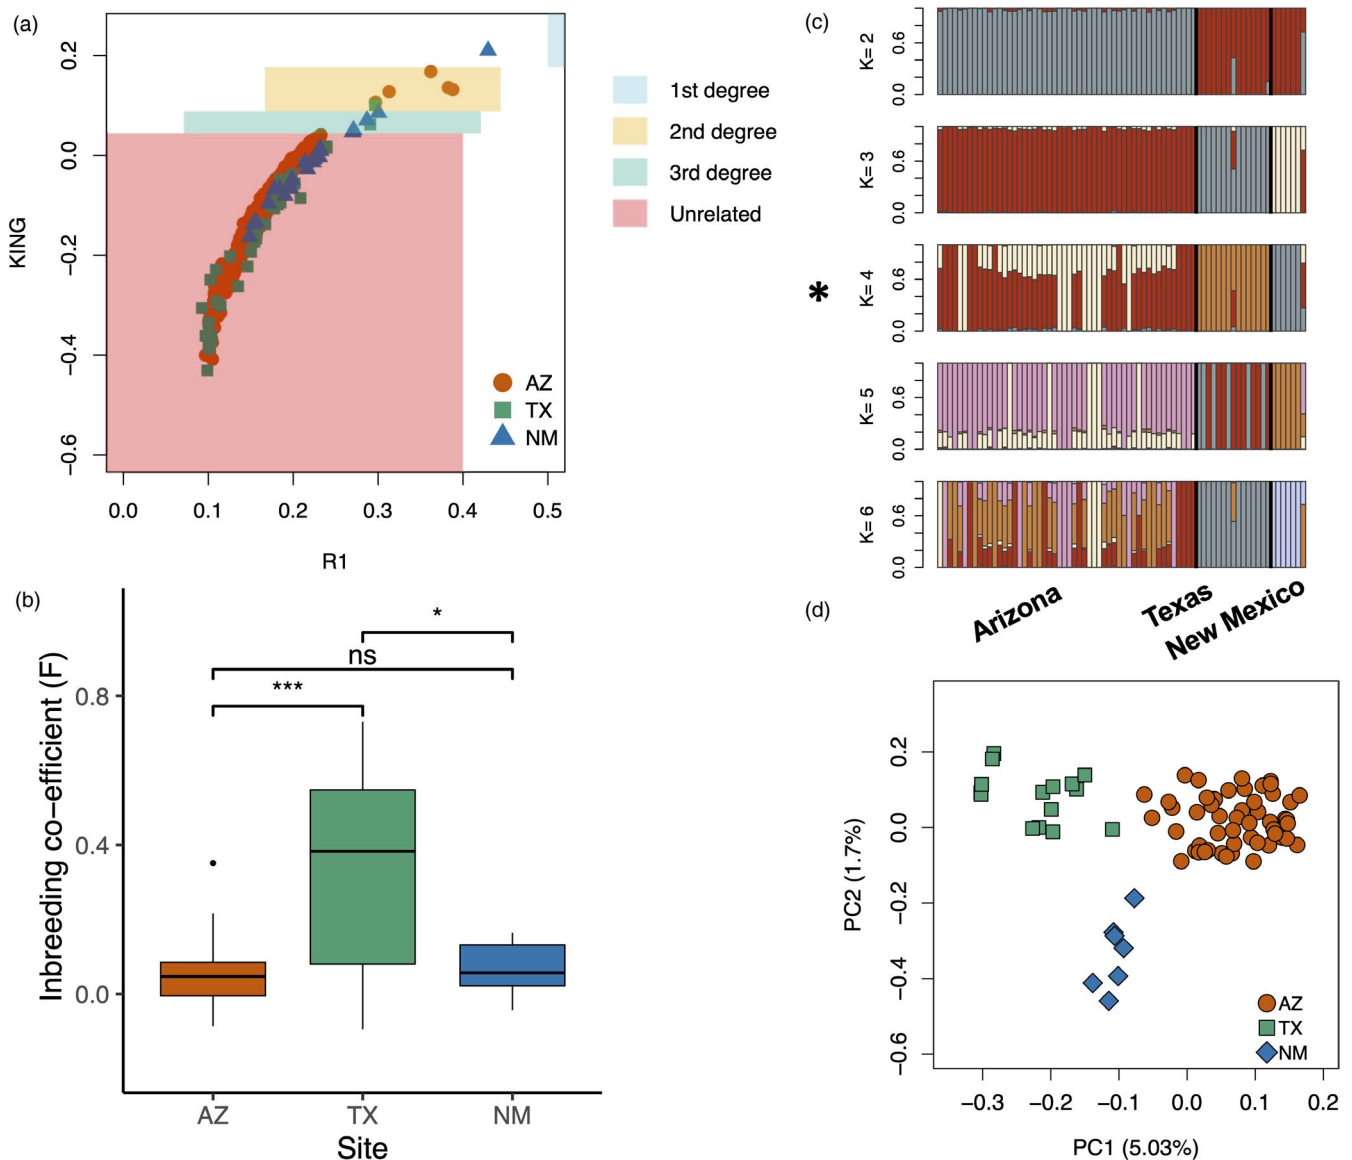 (a)
0.2
0.0
−0.2
−0.4
−0.6
KING
0.0 0.1 0.2 0.3 0.4 0.5
R1
AZ
TX
NM
1st degree
2nd degree
3rd degree
Unrelated
(b)
*
ns
***
0.8
0.4
0.0
Inbreeding co−efficient (F)
AZ TX NM
Site
(c)
K= 2
0.0 0.6
K= 3
0.0 0.6
*
K= 4
0.0 0.6
K= 5
0.0 0.6
K= 6
0.0 0.6
Arizona
Texas
New Mexico
(d)
0.2
0.0
−0.2
−0.4
−0.6
PC2 (1.7%)
AZ
TX
NM
−0.3 −0.2 −0.1 0.0 0.1 0.2
PC1 (5.03%)